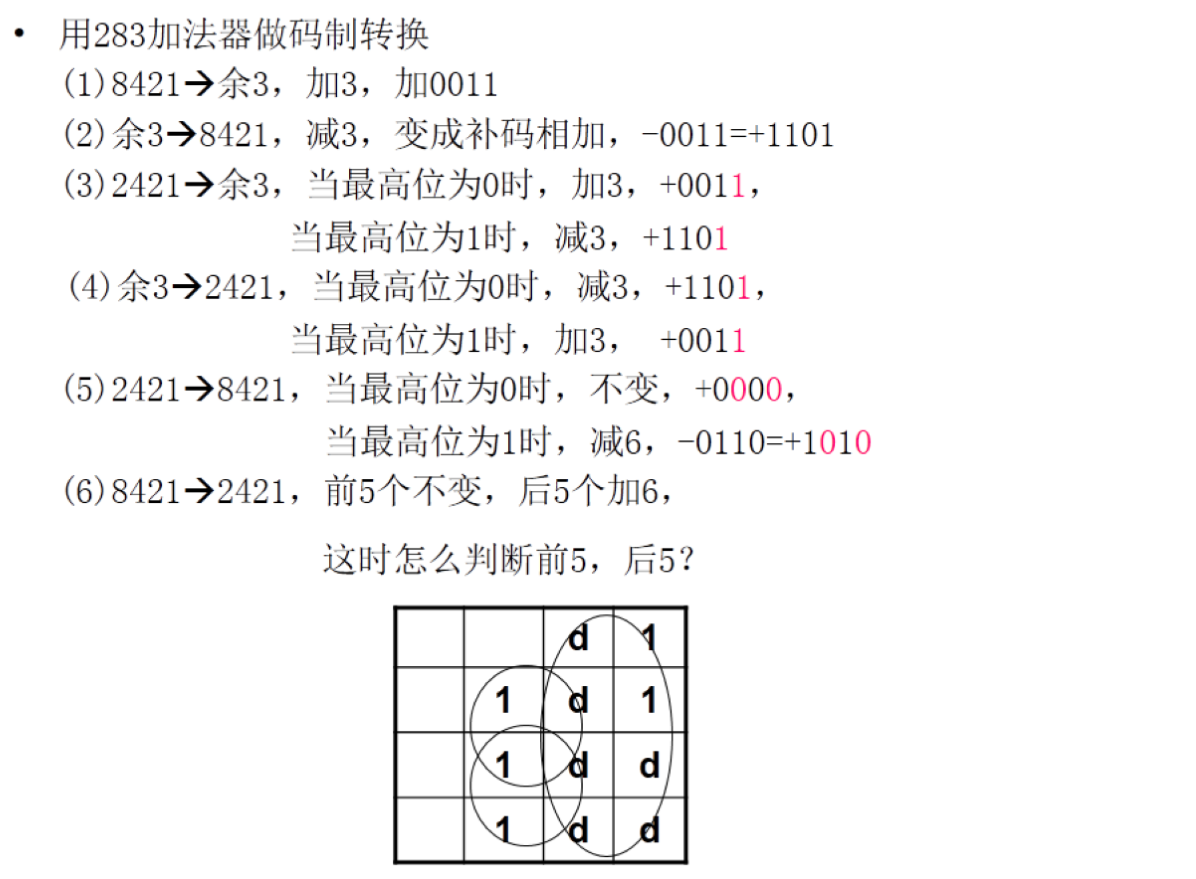 • 用283加法器做码制转换
(1)8421→余3，加3，加0011
(2)余3→8421，减3，变成补码相加，-0011=+1101
(3)2421→余3，当最高位为0时，加3，+0011，
当最高位为1时，减3，+1101
(4)余3→2421，当最高位为0时，减3，+1101，
当最高位为1时，加3， +0011
(5)2421→8421，当最高位为0时，不变，+0000，
当最高位为1时，减6，-0110=+1010
(6)8421→2421，前5个不变，后5个加6，
这时怎么判断前5，后5？
d 1
1 d 1
1 d d
1 d d